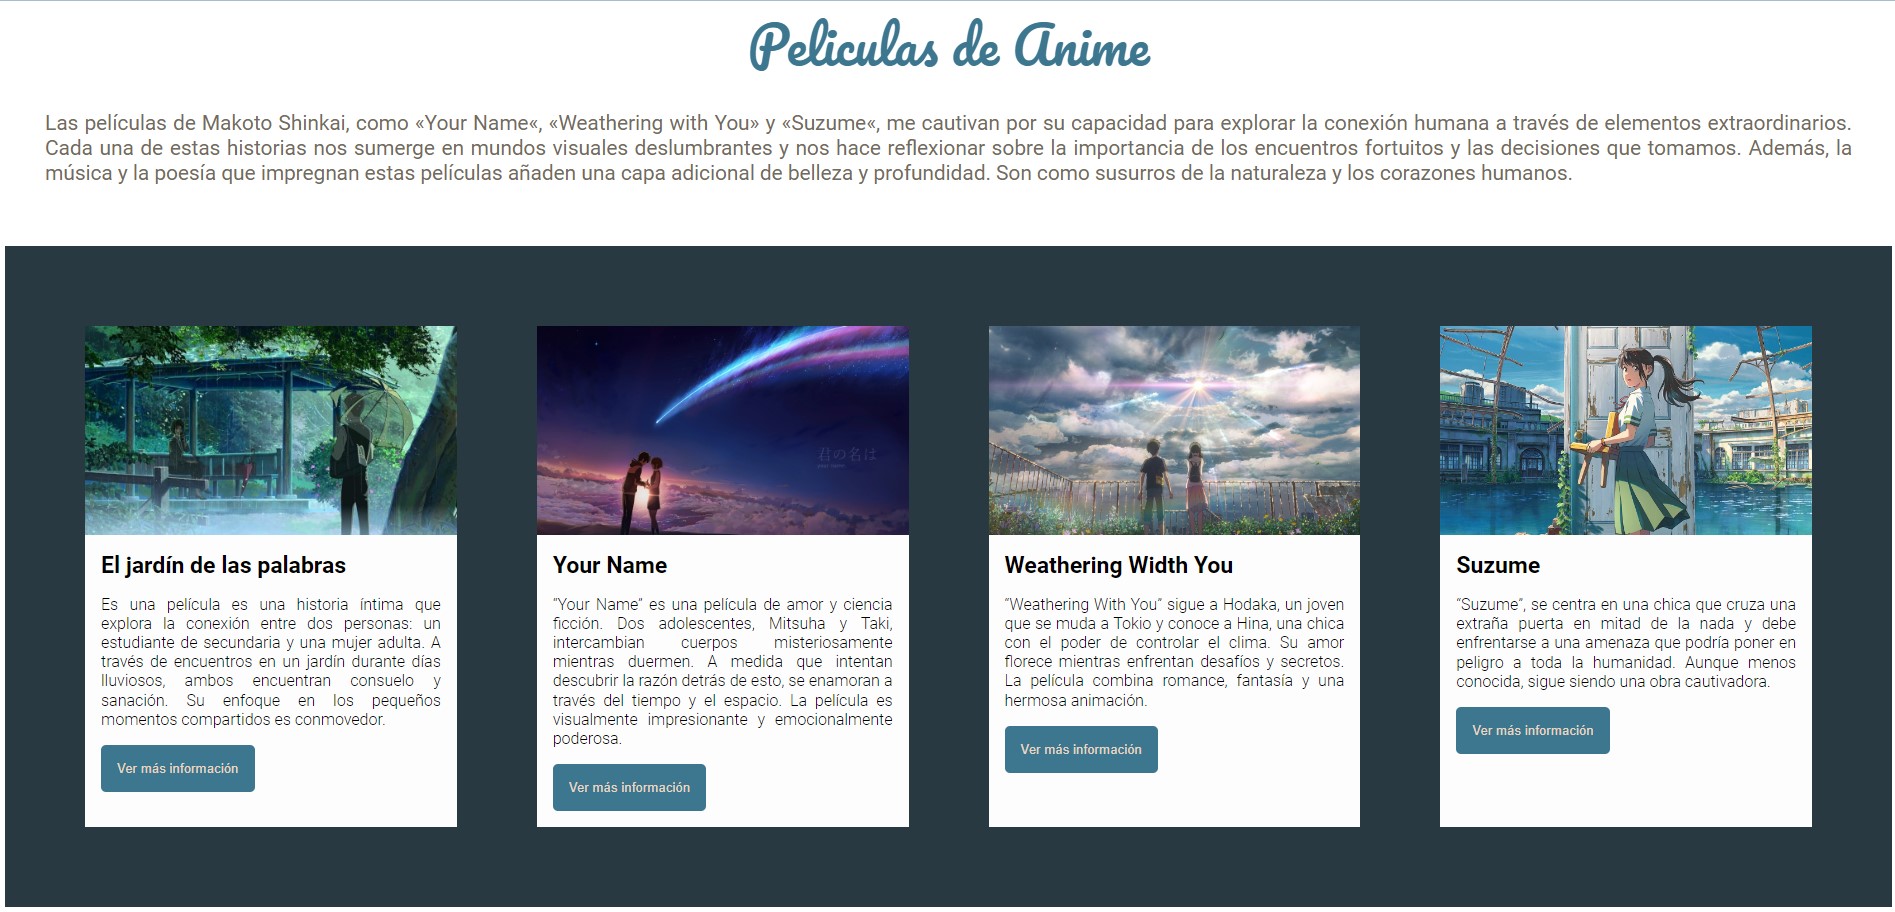 Peliculas de Anime
Las películas de Makoto Shinkai, como «Your Name«, «Weathering with You» y «Suzume«, me cautivan por su capacidad para explorar la conexión humana a través de elementos extraordinarios.
Cada una de estas historias nos sumerge en mundos visuales deslumbrantes y nos hace reflexionar sobre la importancia de los encuentros fortuitos y las decisiones que tomamos. Además, la
música y la poesía que impregnan estas películas añaden una capa adicional de belleza y profundidad. Son como susurros de la naturaleza y los corazones humanos.
El jardín de las palabras
Es una película es una historia íntima que
explora la conexión entre dos personas: un
estudiante de secundaria y una mujer adulta. A
través de encuentros en un jardín durante días
lluviosos, ambos encuentran consuelo y
sanación. Su enfoque en los pequeños
momentos compartidos es conmovedor.
Ver más información
君の名は
your name
Your Name
“Your Name” es una película de amor y ciencia
ficción. Dos adolescentes, Mitsuha y Taki,
intercambian cuerpos misteriosamente
mientras duermen. A medida que intentan
descubrir la razón detrás de esto, se enamoran a
través del tiempo y el espacio. La película es
visualmente impresionante y emocionalmente
poderosa.
Ver más información
Weathering Width You
“Weathering With You” sigue a Hodaka, un joven
que se muda a Tokio y conoce a Hina, una chica
con el poder de controlar el clima. Su amor
florece mientras enfrentan desafíos y secretos.
La película combina romance, fantasía y una
hermosa animación.
Ver más información
Suzume
“Suzume”, se centra en una chica que cruza una
extraña puerta en mitad de la nada y debe
enfrentarse a una amenaza que podría poner en
peligro a toda la humanidad. Aunque menos
conocida, sigue siendo una obra cautivadora.
Ver más información